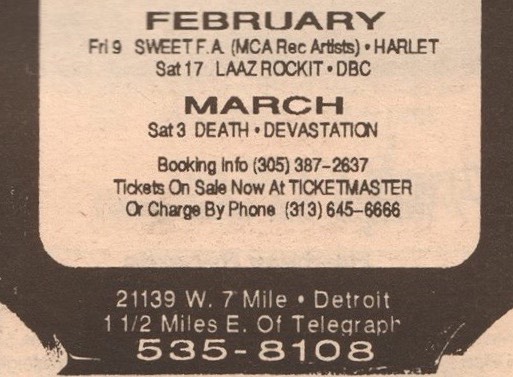 FEBRUARY
Fri 9 SWEET F.A. (MCA Rec Artists) • HARLET
Sat 17 LAAZ ROCKIT • DBC
MARCH
Sat 3 DEATH • DEVASTATION
Booking Info (305) 387-2637
Tickets On Sale Now At TICKETMASTER
Or Charge By Phone (313) 645-6666
21139 W. 7 Mile • Detroit
1 1/2 Miles E. Of Telegraph
535-8108